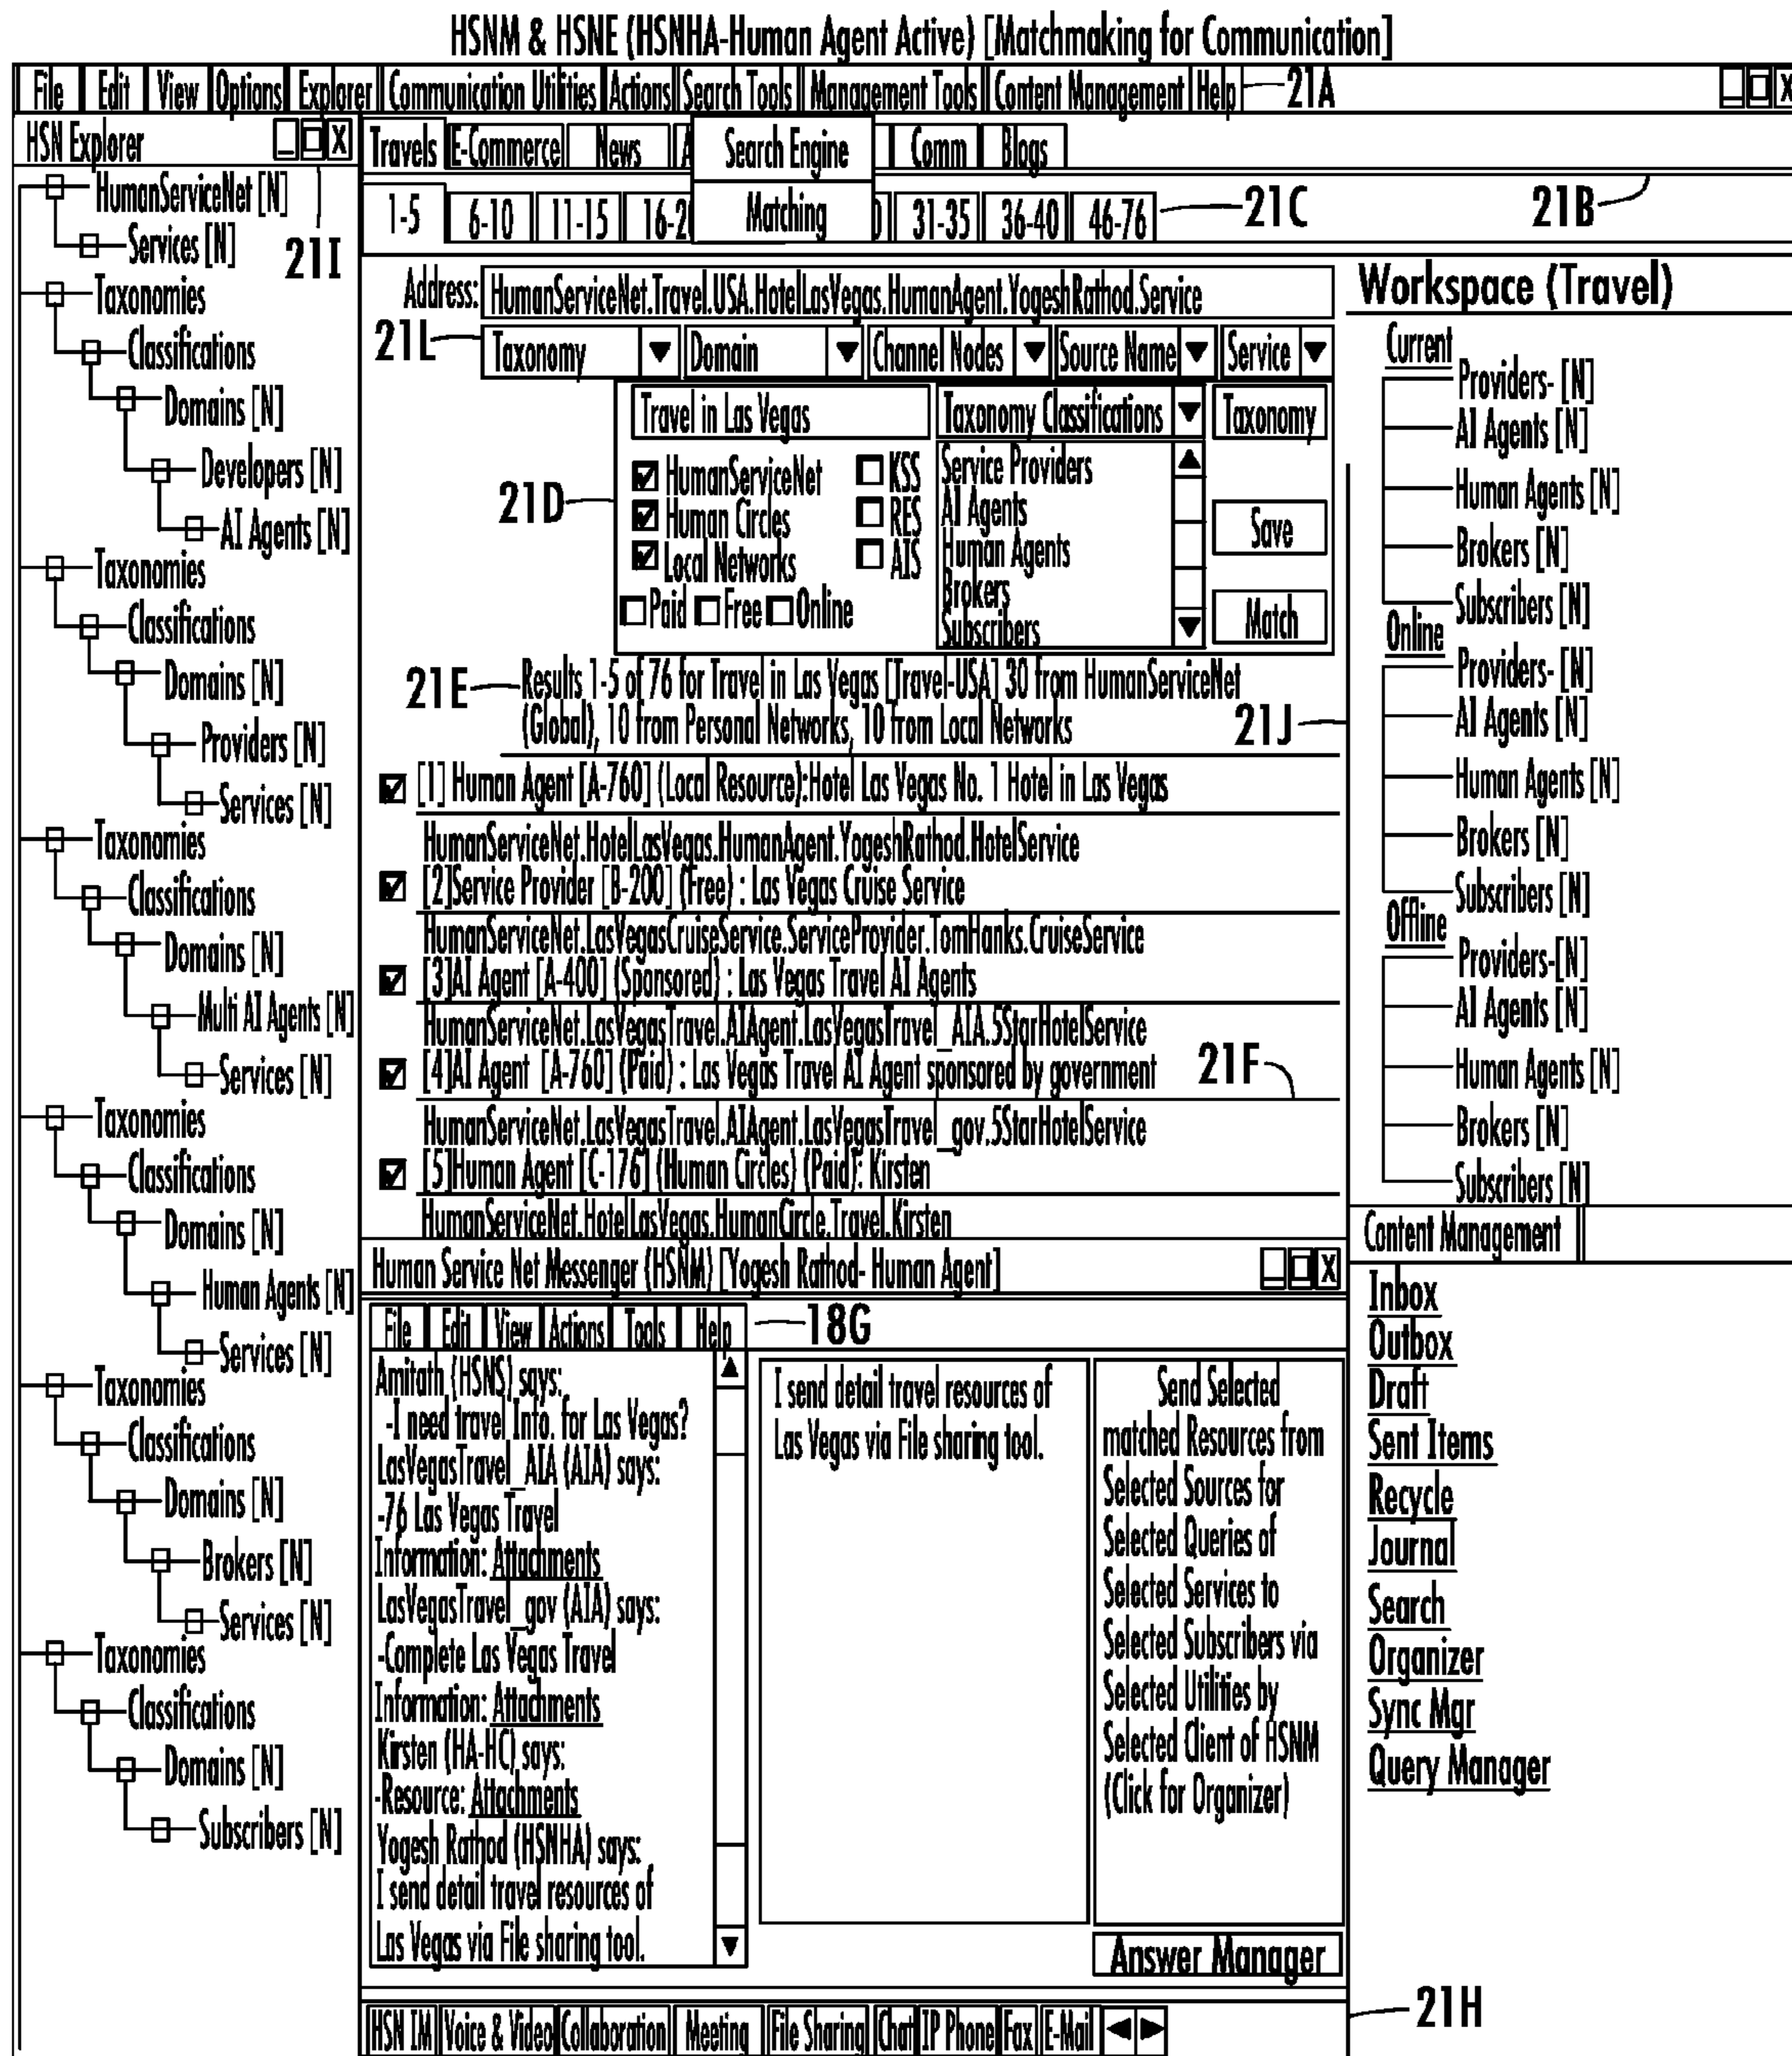 HSNM & HSNE (HSNHA-Human Agent Active) [Matchmaking for Communication]
File Edit View Options Explorer Communication Utilities Actions Search Tools Management Tools Content Management Help 21A
HSN Explorer
HumanServiceNet [N]
Services [N]
21I
Taxonomies
Classifications
Domains [N]
Developers [N]
AI Agents [N]
Taxonomies
Classifications
Domains [N]
Providers [N]
Services [N]
Taxonomies
Classifications
Domains [N]
Multi AI Agents [N]
Services [N]
Taxonomies
Classifications
Domains [N]
Human Agents [N]
Services [N]
Taxonomies
Classifications
Domains [N]
Brokers [N]
Services [N]
Taxonomies
Classifications
Domains [N]
Subscribers [N]
Travels E-Commerce News A Search Engine Comm Blogs
1-5 6-10 11-15 16-2 Matching 31-35 36-40 46-76 21C 21B
Address: HumanServiceNet.Travel.USA.HotelLasVegas.HumanAgent.YogeshRathod.Service
21L Taxonomy Domain Channel Nodes Source Name Service
Travel in Las Vegas Taxonomy Classifications Taxonomy
21D
HumanServiceNet KSS
Human Circles RES
Local Networks AIS
Paid Free Online
Service Providers
AI Agents
Human Agents
Brokers
Subscribers
Save
Match
21E Results 1-5 of 76 for Travel in Las Vegas [Travel-USA] 30 from HumanServiceNet
(Global), 10 from Personal Networks, 10 from Local Networks
21J
[1] Human Agent [A-760] (Local Resource):Hotel Las Vegas No. 1 Hotel in Las Vegas
HumanServiceNet.HotelLasVegas.HumanAgent.YogeshRathod.HotelService
[2]Service Provider [B-200] (Free) : Las Vegas Cruise Service
HumanServiceNet.LasVegasCruiseService.ServiceProvider.TomHanks.CruiseService
[3]AI Agent [A-400] (Sponsored) : Las Vegas Travel AI Agents
HumanServiceNet.LasVegasTravel.AIAgent.LasVegasTravel_AIA.5StarHotelService
[4]AI Agent [A-760] (Paid) : Las Vegas Travel AI Agent sponsored by government
21F
HumanServiceNet.LasVegasTravel.AIAgent.LasVegasTravel_gov.5StarHotelService
[5]Human Agent [C-176] (Human Circles) (Paid): Kirsten
HumanServiceNet.HotelLasVegas.HumanCircle.Travel.Kirsten
Workspace (Travel)
Current
Providers- [N]
AI Agents [N]
Human Agents [N]
Brokers [N]
Subscribers [N]
Online
Providers- [N]
AI Agents [N]
Human Agents [N]
Brokers [N]
Subscribers [N]
Offline
Providers-[N]
AI Agents [N]
Human Agents [N]
Brokers [N]
Subscribers [N]
Content Management
Inbox
Outbox
Draft
Sent Items
Recycle
Journal
Search
Organizer
Sync Mgr
Query Manager
Human Service Net Messenger (HSNM) [Yogesh Rathod- Human Agent]
File Edit View Actions Tools Help 18G
Amitath (HSNS) says:
-I need travel Info. for Las Vegas?
LasVegasTravel_AIA (AIA) says:
-76 Las Vegas Travel
Information: Attachments
LasVegasTravel_gov (AIA) says:
-Complete Las Vegas Travel
Information: Attachments
Kirsten (HA-HC) says:
-Resource: Attachments
Yogesh Rathod (HSNHA) says:
I send detail travel resources of
Las Vegas via File sharing tool.
I send detail travel resources of
Las Vegas via File sharing tool.
Send Selected
matched Resources from
Selected Sources for
Selected Queries of
Selected Services to
Selected Subscribers via
Selected Utilities by
Selected Client of HSNM
(Click for Organizer)
Answer Manager
21H
HSN IM Voice & Video Collaboration Meeting File Sharing Chat IP Phone Fax E-Mail